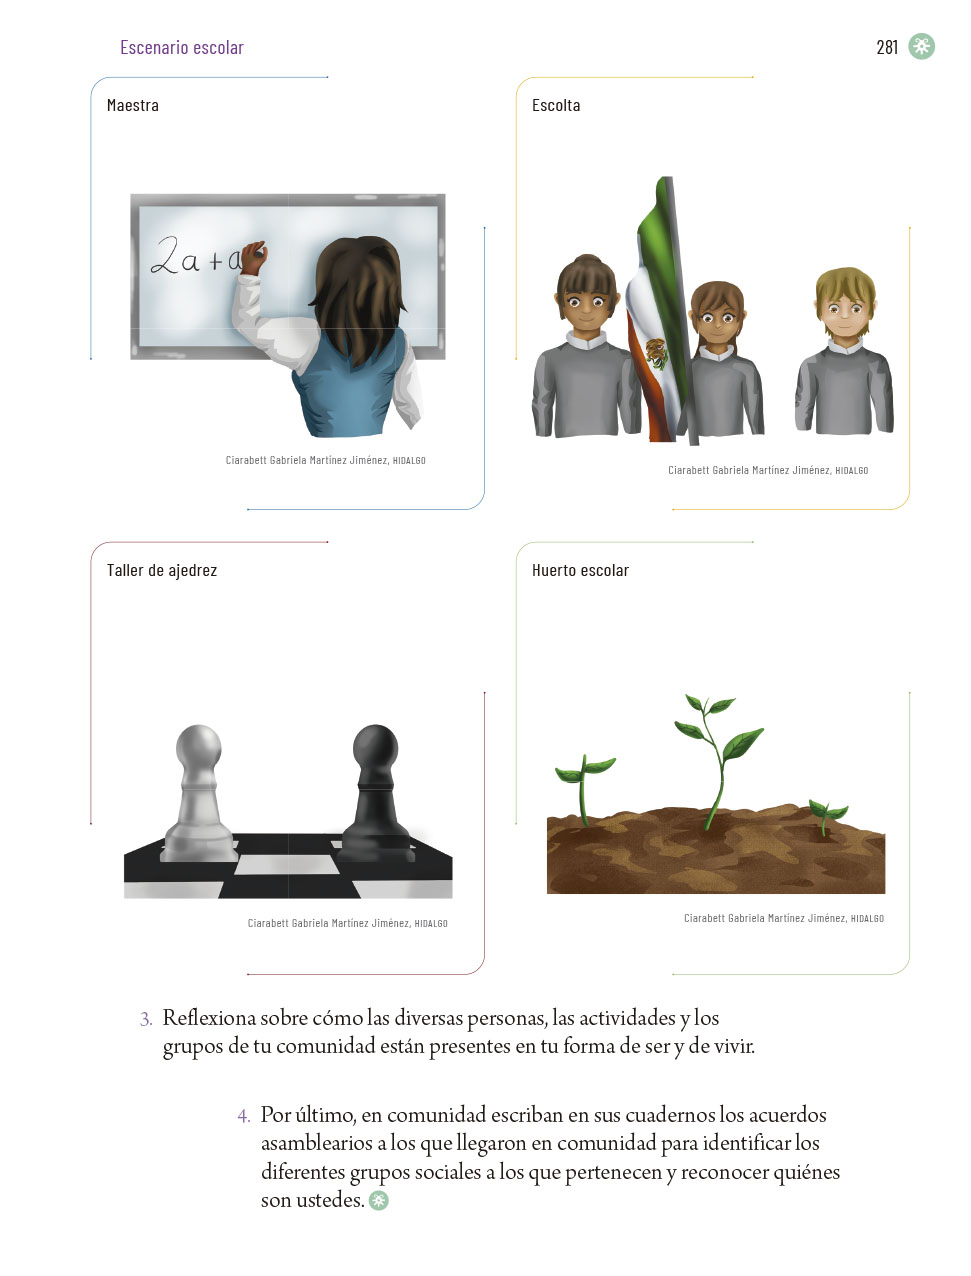 Escenario escolar
281
Maestra
2a + a
Ciarabett Gabriela Martínez Jiménez, HIDALGO
Escolta
Ciarabett Gabriela Martínez Jiménez, HIDALGO
Taller de ajedrez
Ciarabett Gabriela Martínez Jiménez, HIDALGO
Huerto escolar
Ciarabett Gabriela Martínez Jiménez, HIDALGO
3. Reflexiona sobre cómo las diversas personas, las actividades y los
grupos de tu comunidad están presentes en tu forma de ser y de vivir.
4. Por último, en comunidad escriban en sus cuadernos los acuerdos
asamblearios a los que llegaron en comunidad para identificar los
diferentes grupos sociales a los que pertenecen y reconocer quiénes
son ustedes.